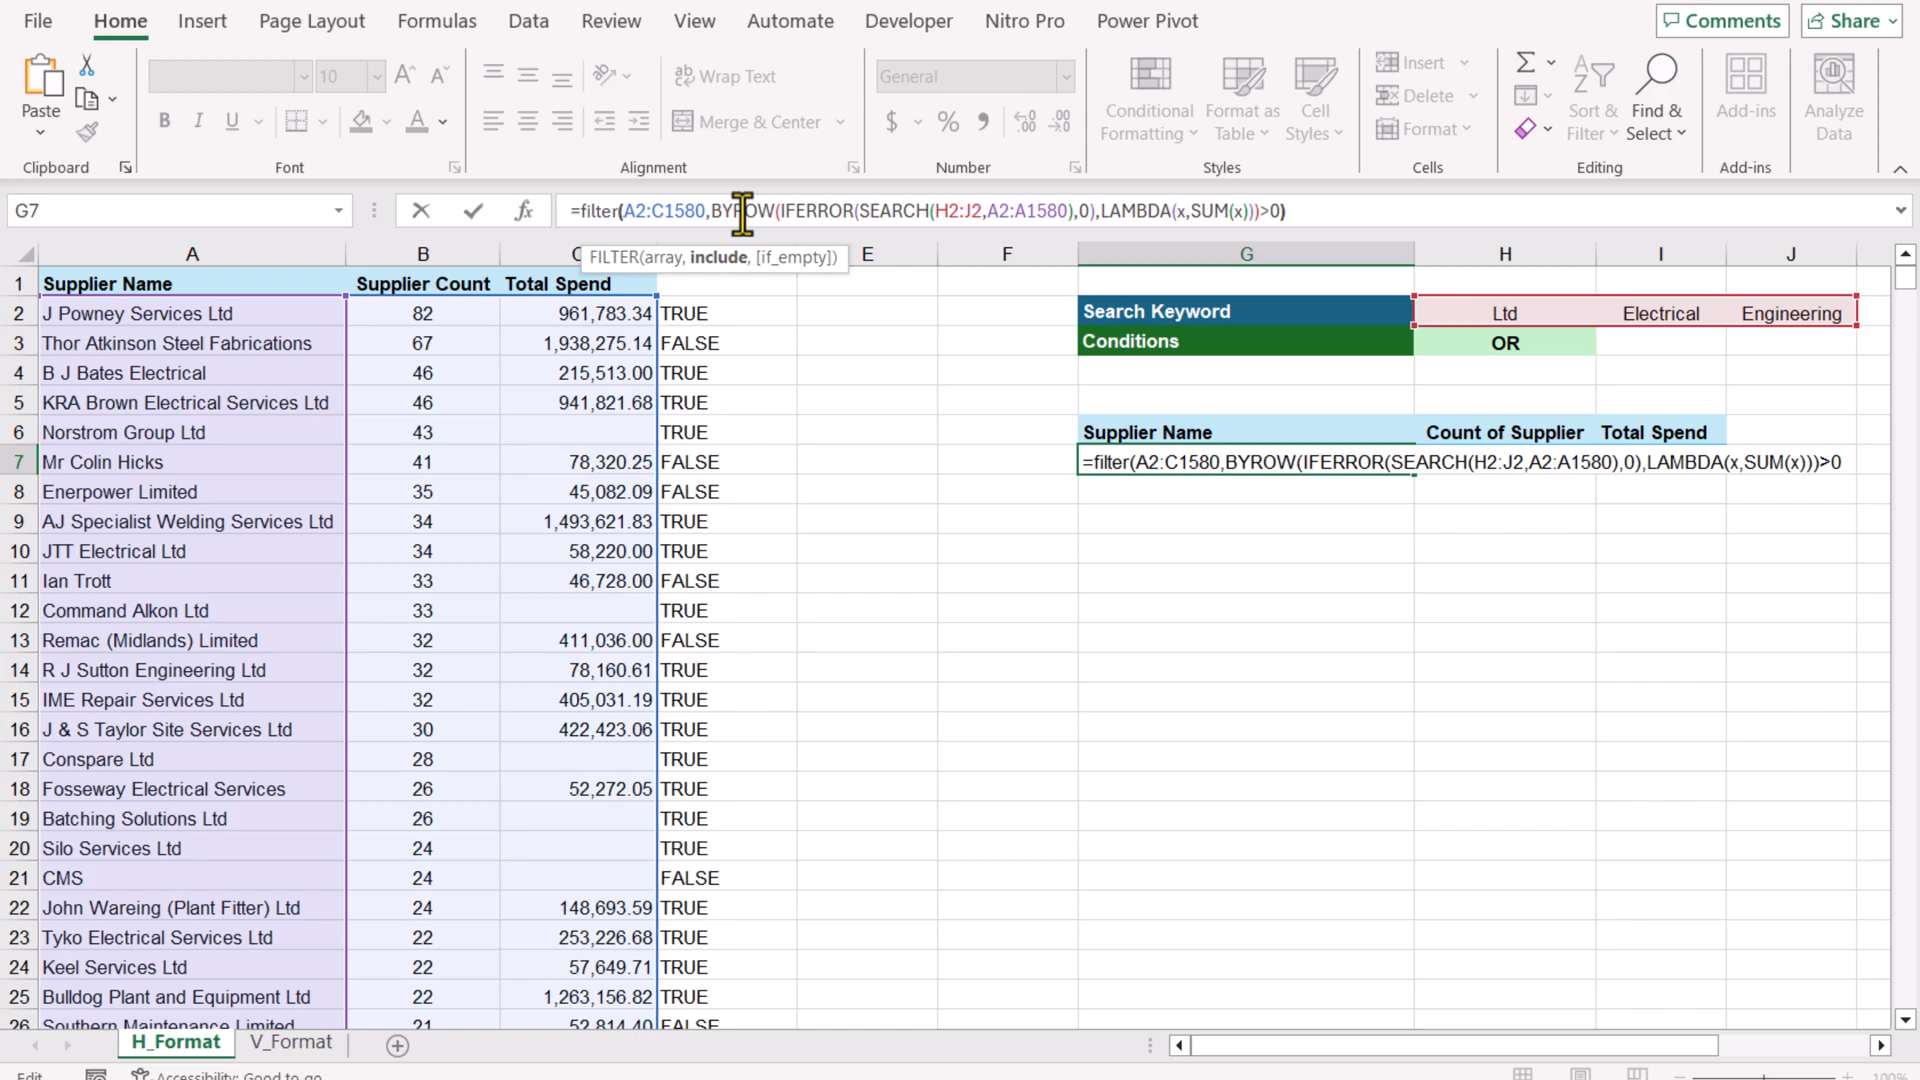 File Home Insert Page Layout Formulas Data Review View Automate Developer Nitro Pro Power Pivot Comments Share
10 Wrap Text General Insert
Paste B I U Merge & Center $ % Conditional Formatting Format as Table Cell Styles Delete Format Sort & Filter Find & Select Add-ins Analyze Data
Clipboard Font Alignment Number Styles Cells Editing Add-ins
G7 fx =filter(A2:C1580,BYROW(IFERROR(SEARCH(H2:J2,A2:A1580),0),LAMBDA(x,SUM(x)))>0)
FILTER(array, include, [if_empty])
A B C E F G H I J
1 Supplier Name Supplier Count Total Spend
2 J Powney Services Ltd 82 961,783.34 TRUE Search Keyword Ltd Electrical Engineering
3 Thor Atkinson Steel Fabrications 67 1,938,275.14 FALSE Conditions OR
4 B J Bates Electrical 46 215,513.00 TRUE
5 KRA Brown Electrical Services Ltd 46 941,821.68 TRUE
6 Norstrom Group Ltd 43 TRUE Supplier Name Count of Supplier Total Spend
7 Mr Colin Hicks 41 78,320.25 FALSE =filter(A2:C1580,BYROW(IFERROR(SEARCH(H2:J2,A2:A1580),0),LAMBDA(x,SUM(x)))>0
8 Enerpower Limited 35 45,082.09 FALSE
9 AJ Specialist Welding Services Ltd 34 1,493,621.83 TRUE
10 JTT Electrical Ltd 34 58,220.00 TRUE
11 Ian Trott 33 46,728.00 FALSE
12 Command Alkon Ltd 33 TRUE
13 Remac (Midlands) Limited 32 411,036.00 FALSE
14 R J Sutton Engineering Ltd 32 78,160.61 TRUE
15 IME Repair Services Ltd 32 405,031.19 TRUE
16 J & S Taylor Site Services Ltd 30 422,423.06 TRUE
17 Conspare Ltd 28 TRUE
18 Fosseway Electrical Services 26 52,272.05 TRUE
19 Batching Solutions Ltd 26 TRUE
20 Silo Services Ltd 24 TRUE
21 CMS 24 FALSE
22 John Wareing (Plant Fitter) Ltd 24 148,693.59 TRUE
23 Tyko Electrical Services Ltd 22 253,226.68 TRUE
24 Keel Services Ltd 22 57,649.71 TRUE
25 Bulldog Plant and Equipment Ltd 22 1,263,156.82 TRUE
26 Southern Maintenance Limited 21 52,814.40 FALSE
H_Format V_Format
Edit Accessibility: Good to go 100%